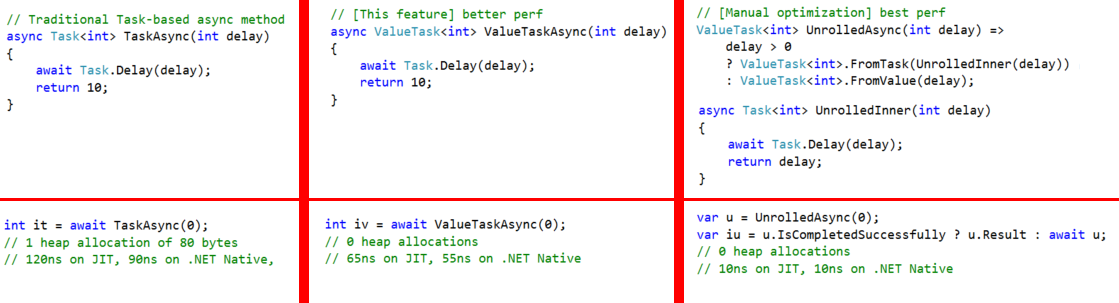 // Traditional Task-based async method
async Task<int> TaskAsync(int delay)
{
    await Task.Delay(delay);
    return 10;
}
// [This feature] better perf
async ValueTask<int> ValueTaskAsync(int delay)
{
    await Task.Delay(delay);
    return 10;
}
// [Manual optimization] best perf
ValueTask<int> UnrolledAsync(int delay) =>
    delay > 0
    ? ValueTask<int>.FromTask(UnrolledInner(delay))
    : ValueTask<int>.FromValue(delay);
async Task<int> UnrolledInner(int delay)
{
    await Task.Delay(delay);
    return delay;
}
int it = await TaskAsync(0);
// 1 heap allocation of 80 bytes
// 120ns on JIT, 90ns on .NET Native,
int iv = await ValueTaskAsync(0);
// 0 heap allocations
// 65ns on JIT, 55ns on .NET Native
var u = UnrolledAsync(0);
var iu = u.IsCompletedSuccessfully ? u.Result : await u;
// 0 heap allocations
// 10ns on JIT, 10ns on .NET Native